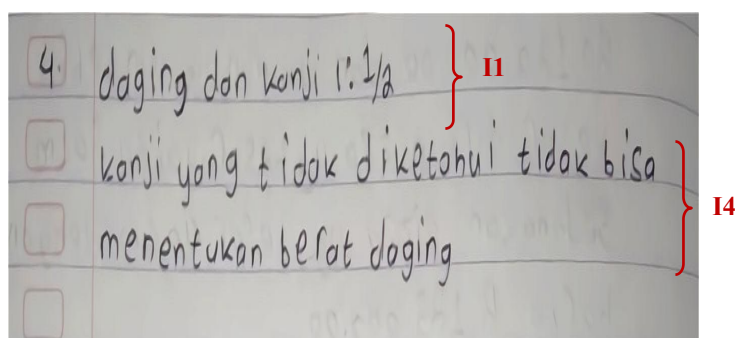 4. daging dan kanji 1: 1/2
I1
kanji yang tidak diketahui tidak bisa
menentukan berat daging
I4